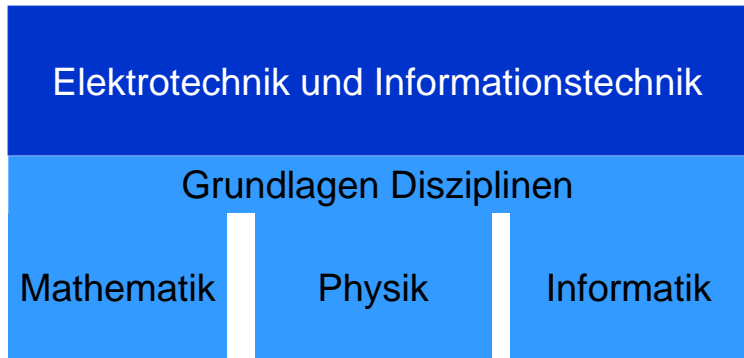 Elektrotechnik und Informationstechnik
Grundlagen Disziplinen
Mathematik Physik Informatik